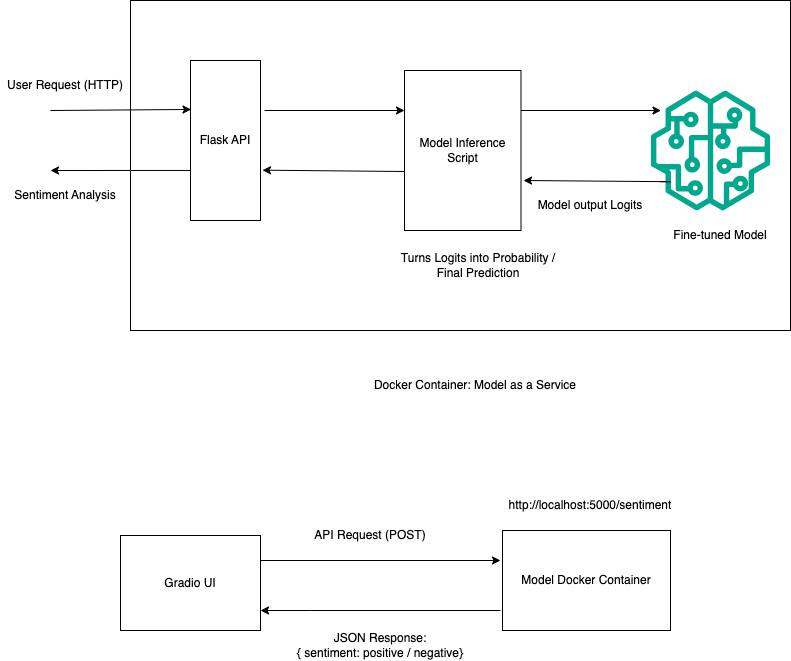 User Request (HTTP)
Flask API
Model Inference
Script
Sentiment Analysis
Model output Logits
Fine-tuned Model
Turns Logits into Probability /
Final Prediction
Docker Container: Model as a Service
http://localhost:5000/sentiment
API Request (POST)
Gradio UI
Model Docker Container
JSON Response:
{ sentiment: positive / negative}